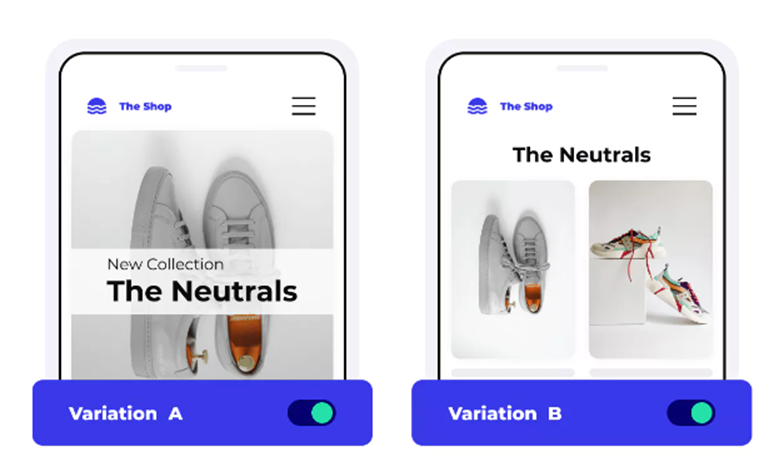 The Shop
New Collection
The Neutrals
Variation A
The Shop
The Neutrals
Variation B